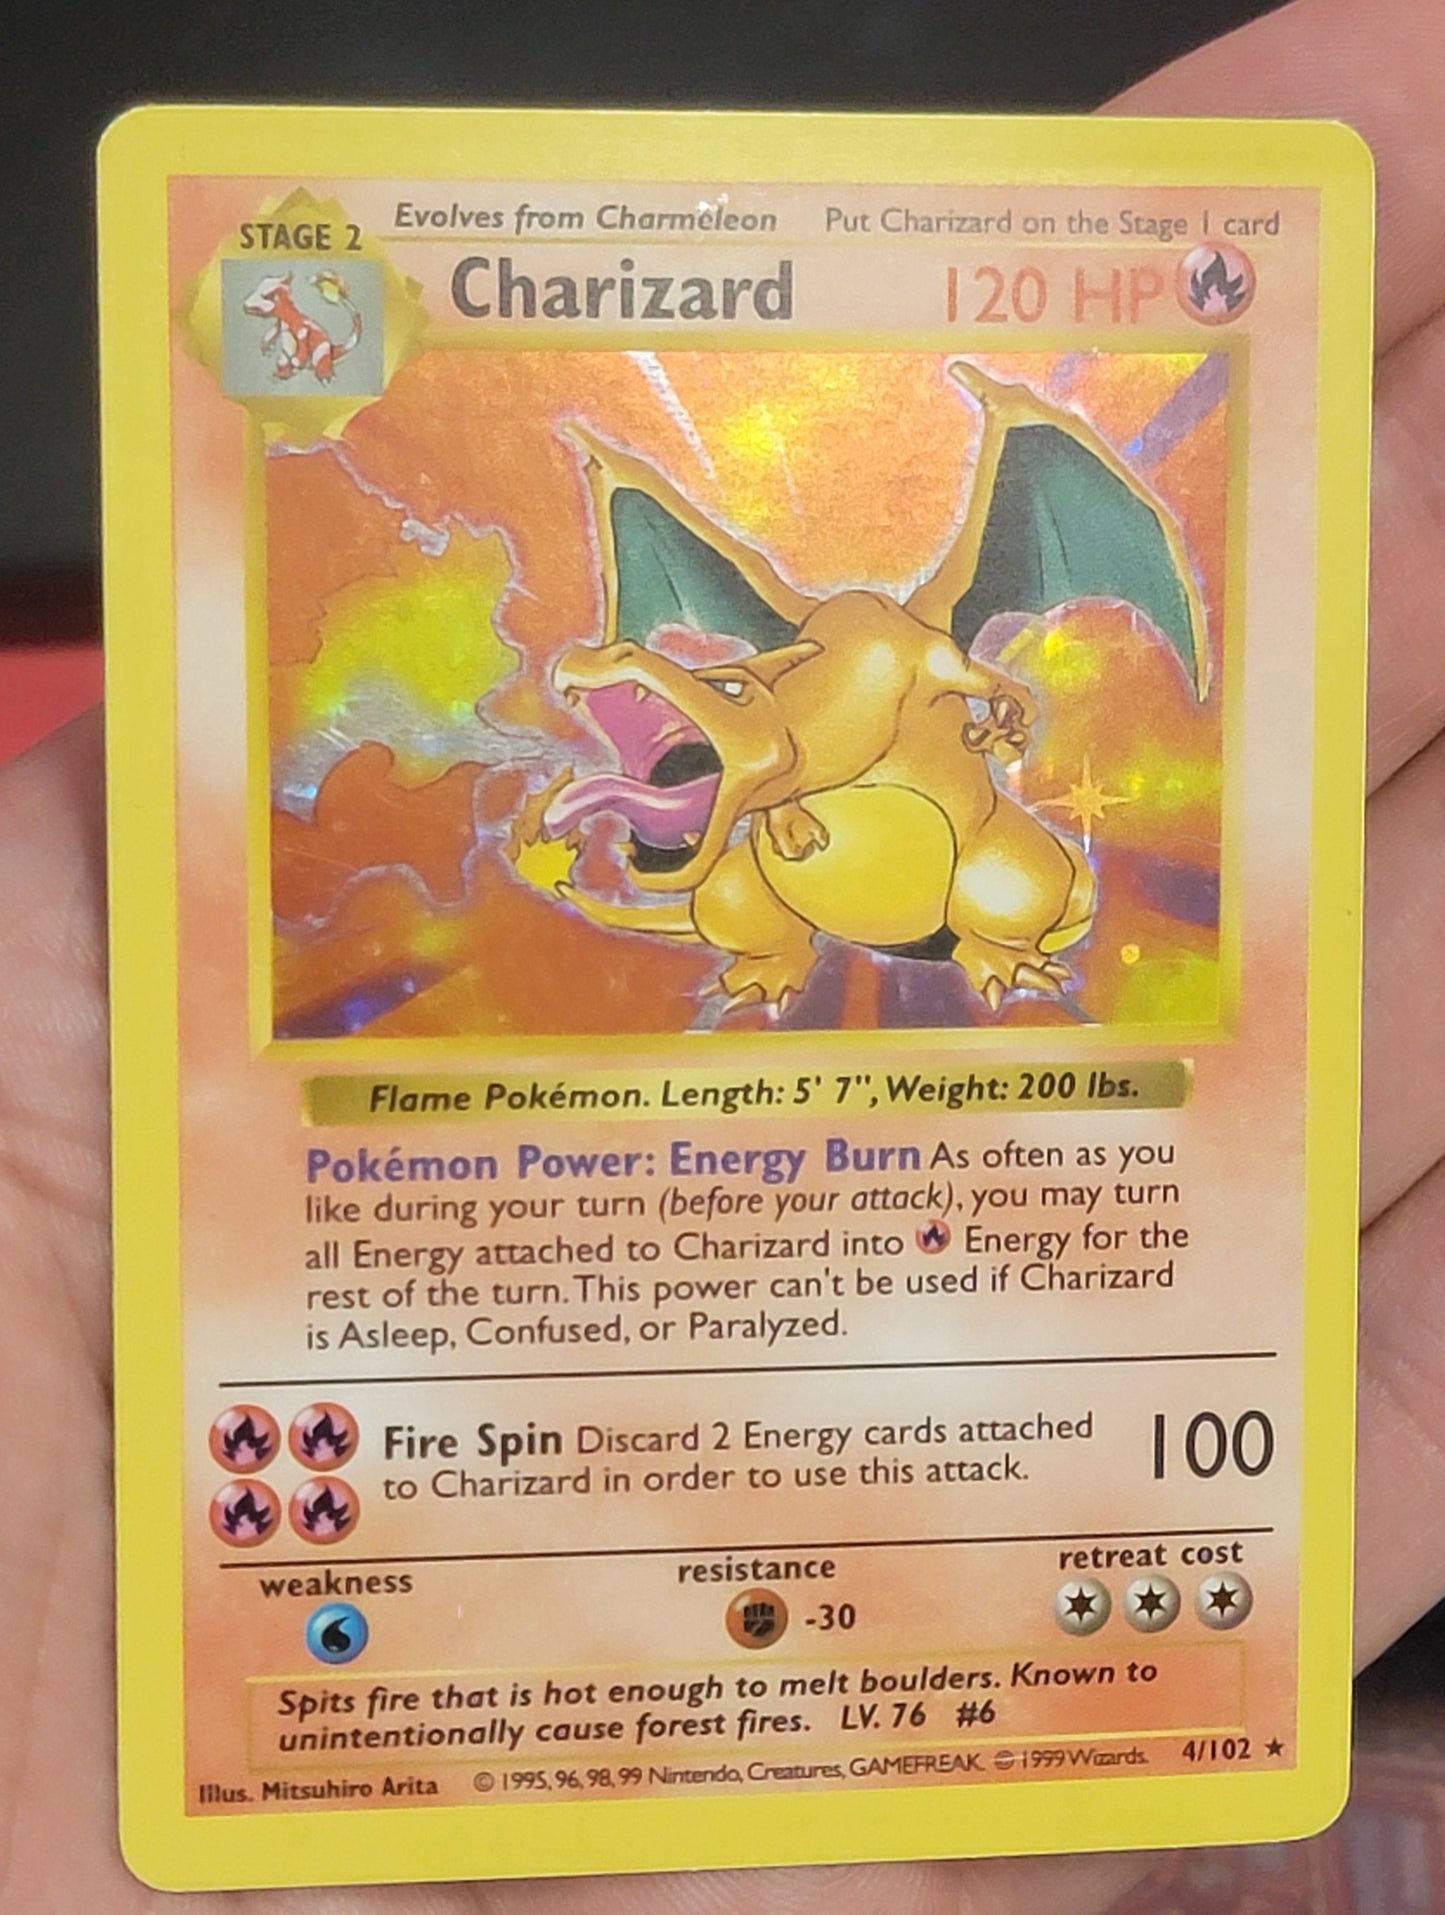 STAGE 2
Evolves from Charmeleon Put Charizard on the Stage 1 card
Charizard 120 HP
Flame Pokémon. Length: 5' 7", Weight: 200 lbs.
Pokémon Power: Energy Burn As often as you
like during your turn (before your attack), you may turn
all Energy attached to Charizard into Energy for the
rest of the turn. This power can't be used if Charizard
is Asleep, Confused, or Paralyzed.
Fire Spin Discard 2 Energy cards attached
to Charizard in order to use this attack.
100
weakness resistance retreat cost
-30
Spits fire that is hot enough to melt boulders. Known to
unintentionally cause forest fires. LV. 76 #6
Illus. Mitsuhiro Arita © 1995, 96, 98, 99 Nintendo, Creatures, GAMEFREAK. © 1999 Wizards. 4/102 ★